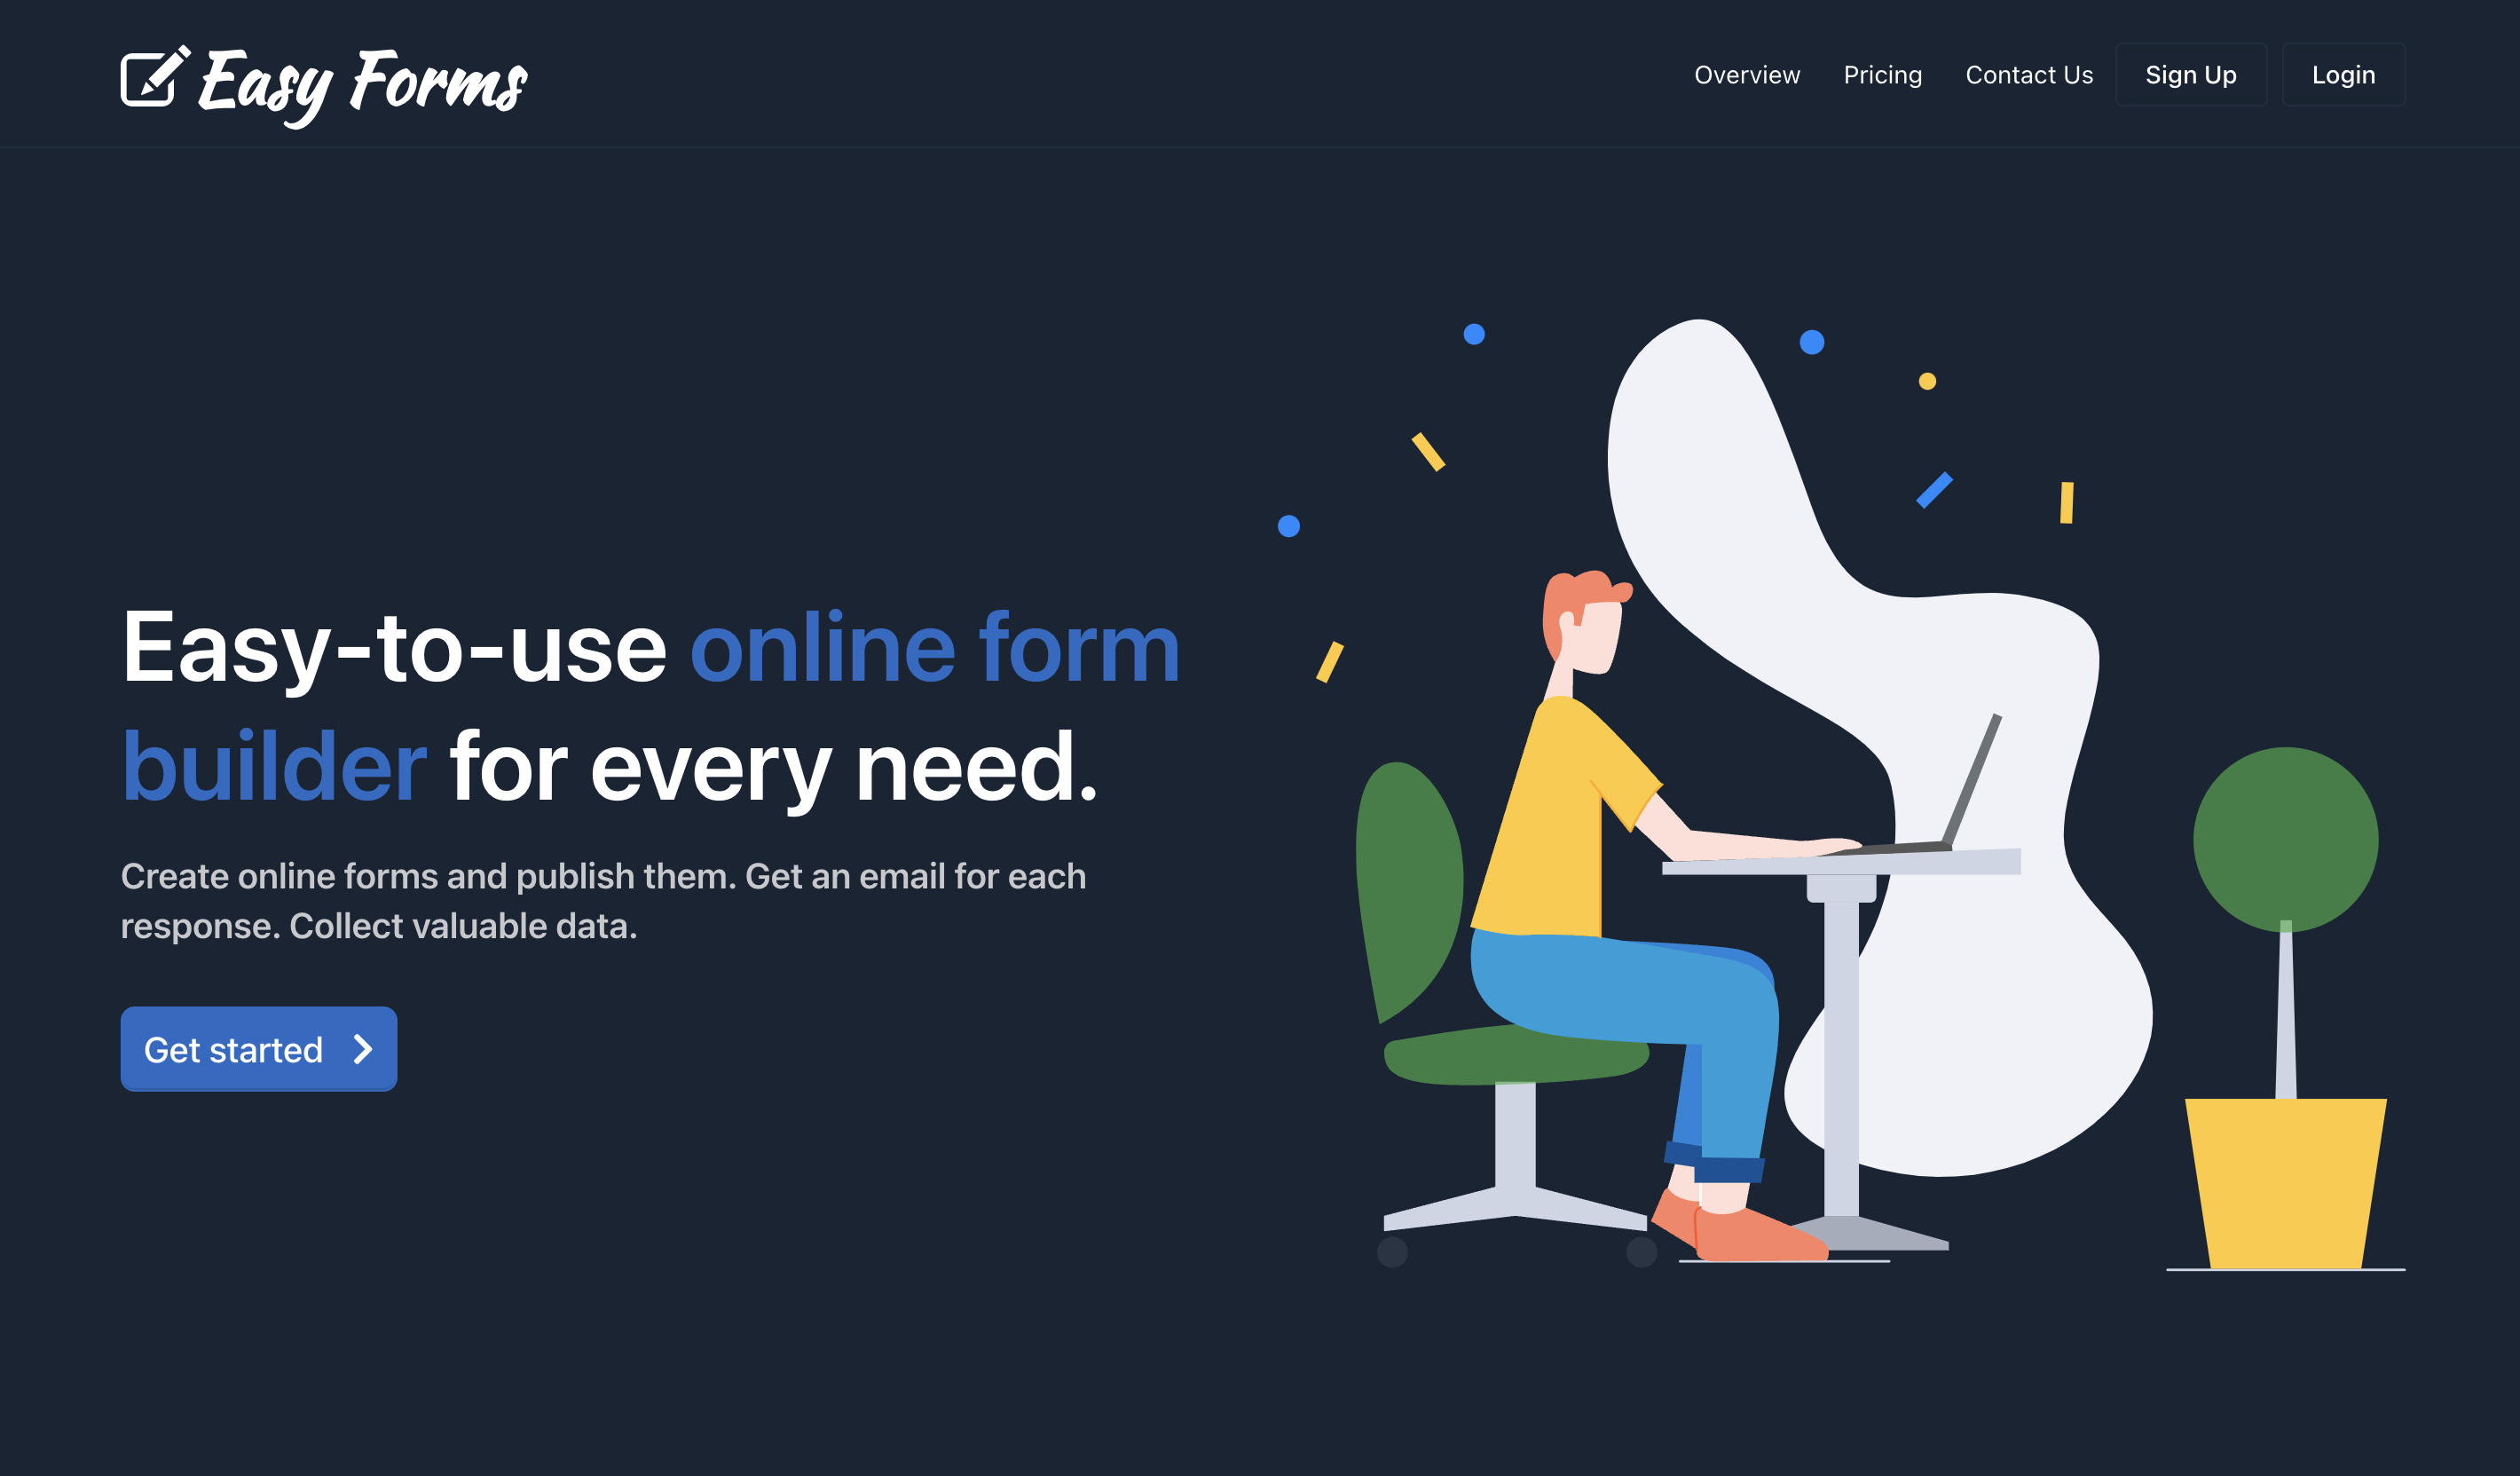 Easy Forms
Overview Pricing Contact Us Sign Up Login
Easy-to-use online form
builder for every need.
Create online forms and publish them. Get an email for each
response. Collect valuable data.
Get started